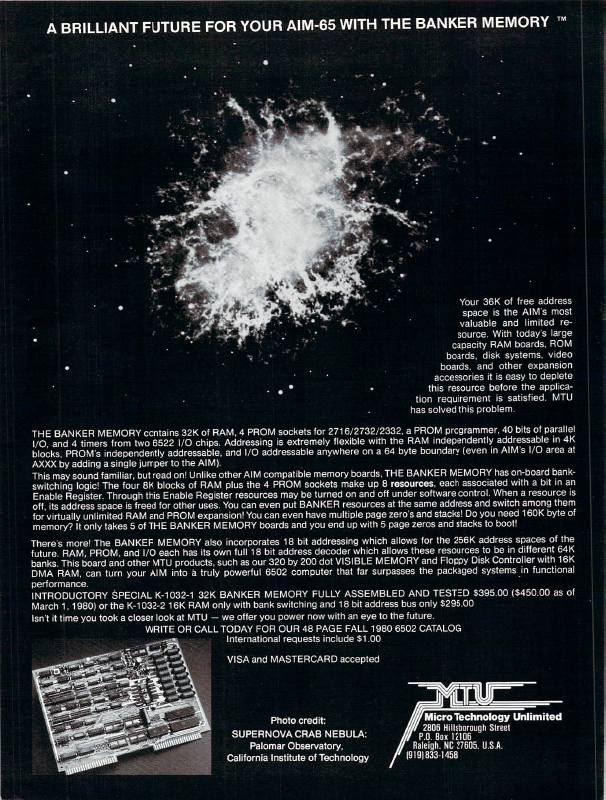 A BRILLIANT FUTURE FOR YOUR AIM-65 WITH THE BANKER MEMORY ™
Your 36K of free address
space is the AIM's most
valuable and limited re-
source. With today's large
capacity RAM boards, ROM
boards, disk systems, video
boards, and other expansion
accessories it is easy to deplete
this resource before the applica-
tion requirement is satisfied. MTU
has solved this problem.
THE BANKER MEMORY contains 32K of RAM, 4 PROM sockets for 2716/2732/2332, a PROM programmer, 40 bits of parallel
I/O, and 4 timers from two 6522 I/O chips. Addressing is extremely flexible with the RAM independently addressable in 4K
blocks, PROM's independently addressable, and I/O addressable anywhere on a 64 byte boundary (even in AIM's I/O area at
AXXX by adding a single jumper to the AIM).
This may sound familiar, but read on! Unlike other AIM compatible memory boards, THE BANKER MEMORY has on-board bank-
switching logic! The four 8K blocks of RAM plus the 4 PROM sockets make up 8 resources, each associated with a bit in an
Enable Register. Through this Enable Register resources may be turned on and off under software control. When a resource is
off, its address space is freed for other uses. You can even put BANKER resources at the same address and switch among them
for virtually unlimited RAM and PROM expansion! You can even have multiple page zero's and stacks! Do you need 160K byte of
memory? It only takes 5 of THE BANKER MEMORY boards and you end up with 5 page zeros and stacks to boot!
There's more! The BANKER MEMORY also incorporates 18 bit addressing which allows for the 256K address spaces of the
future. RAM, PROM, and I/O each has its own full 18 bit address decoder which allows these resources to be in different 64K
banks. This board and other MTU products, such as our 320 by 200 dot VISIBLE MEMORY and Floppy Disk Controller with 16K
DMA RAM, can turn your AIM into a truly powerful 6502 computer that far surpasses the packaged systems in functional
performance.
INTRODUCTORY SPECIAL K-1032-1 32K BANKER MEMORY FULLY ASSEMBLED AND TESTED $395.00 ($450.00 as of
March 1, 1980) or the K-1032-2 16K RAM only with bank switching and 18 bit address bus only $295.00
Isn't it time you took a closer look at MTU — we offer you power now with an eye to the future.
WRITE OR CALL TODAY FOR OUR 48 PAGE FALL 1980 6502 CATALOG
International requests include $1.00
VISA and MASTERCARD accepted
Photo credit:
SUPERNOVA CRAB NEBULA:
Palomar Observatory,
California Institute of Technology
MTU
Micro Technology Unlimited
2806 Hillsborough Street
P.O. Box 12106
Raleigh, NC 27605, U.S.A.
(919) 833-1458